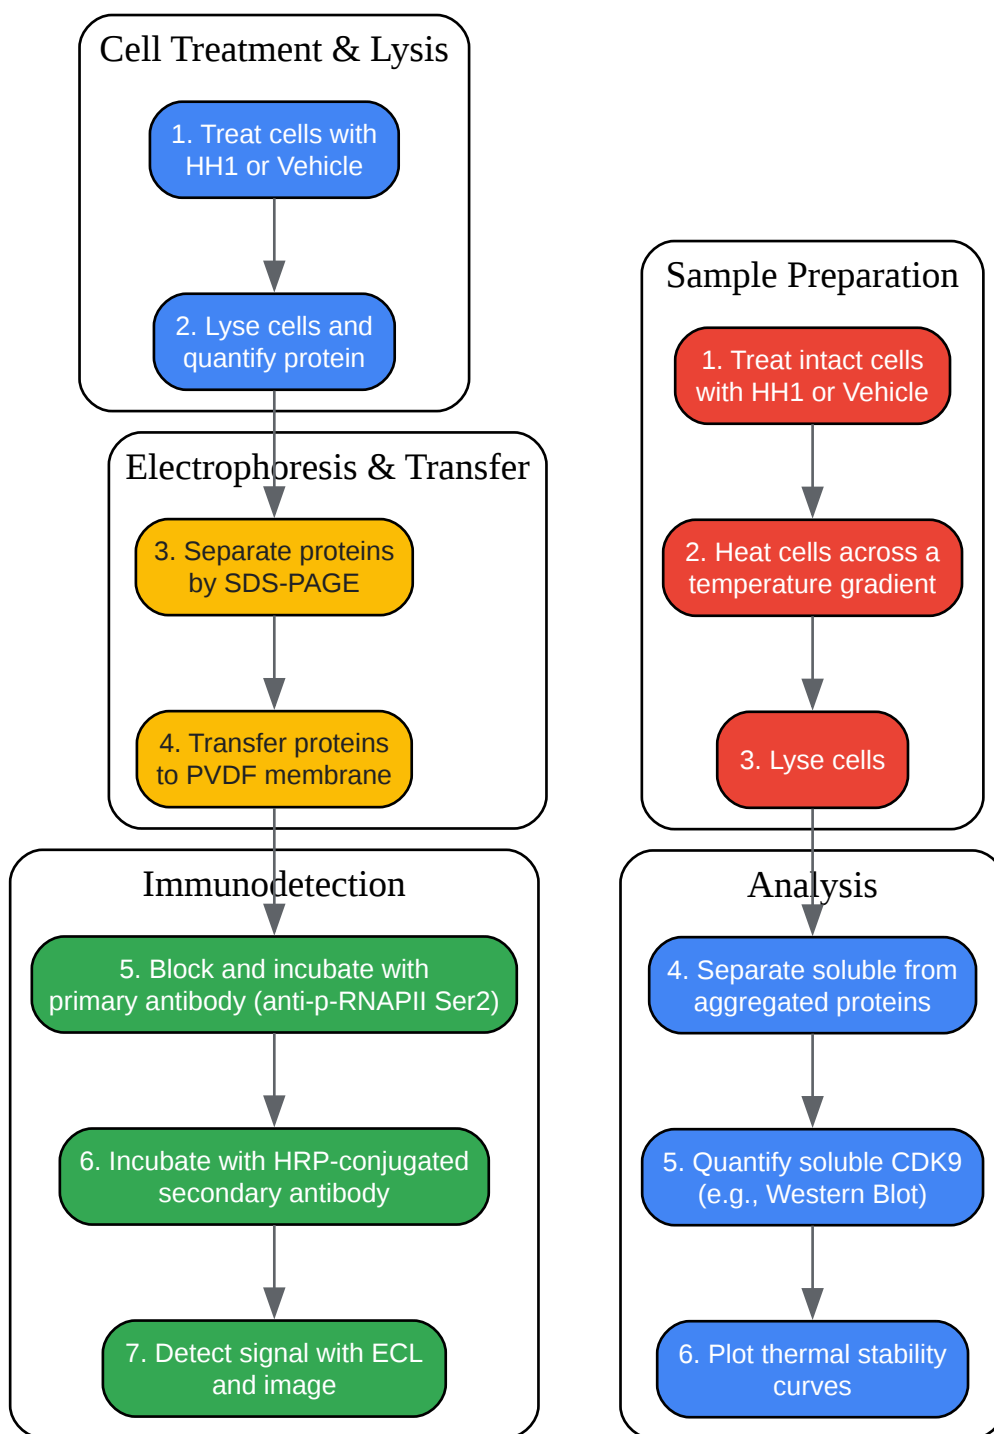 Cell Treatment & Lysis
1. Treat cells with
HH1 or Vehicle
2. Lyse cells and
quantify protein
Electrophoresis & Transfer
3. Separate proteins
by SDS-PAGE
4. Transfer proteins
to PVDF membrane
Immunodetection
5. Block and incubate with
primary antibody (anti-p-RNAPII Ser2)
6. Incubate with HRP-conjugated
secondary antibody
7. Detect signal with ECL
and image
Sample Preparation
1. Treat intact cells
with HH1 or Vehicle
2. Heat cells across a
temperature gradient
3. Lyse cells
Analysis
4. Separate soluble from
aggregated proteins
5. Quantify soluble CDK9
(e.g., Western Blot)
6. Plot thermal stability
curves